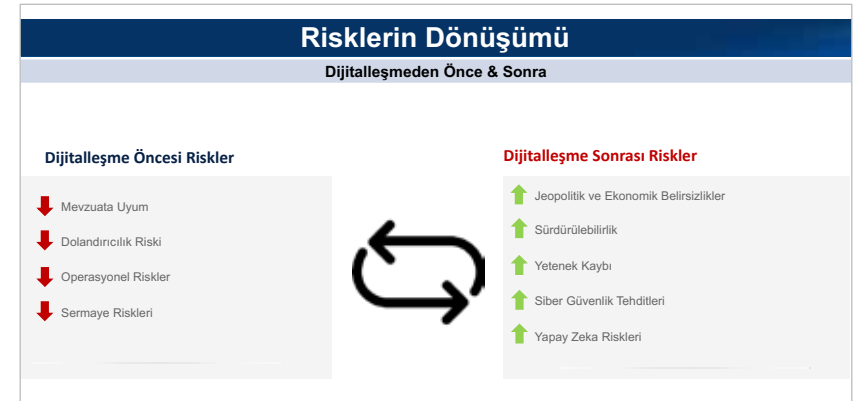 Risklerin Dönüşümü
Dijitalleşmeden Önce & Sonra
Dijitalleşme Öncesi Riskler
Mevzuata Uyum
Dolandırıcılık Riski
Operasyonel Riskler
Sermaye Riskleri
Dijitalleşme Sonrası Riskler
Jeopolitik ve Ekonomik Belirsizlikler
Sürdürülebilirlik
Yetenek Kaybı
Siber Güvenlik Tehditleri
Yapay Zeka Riskleri